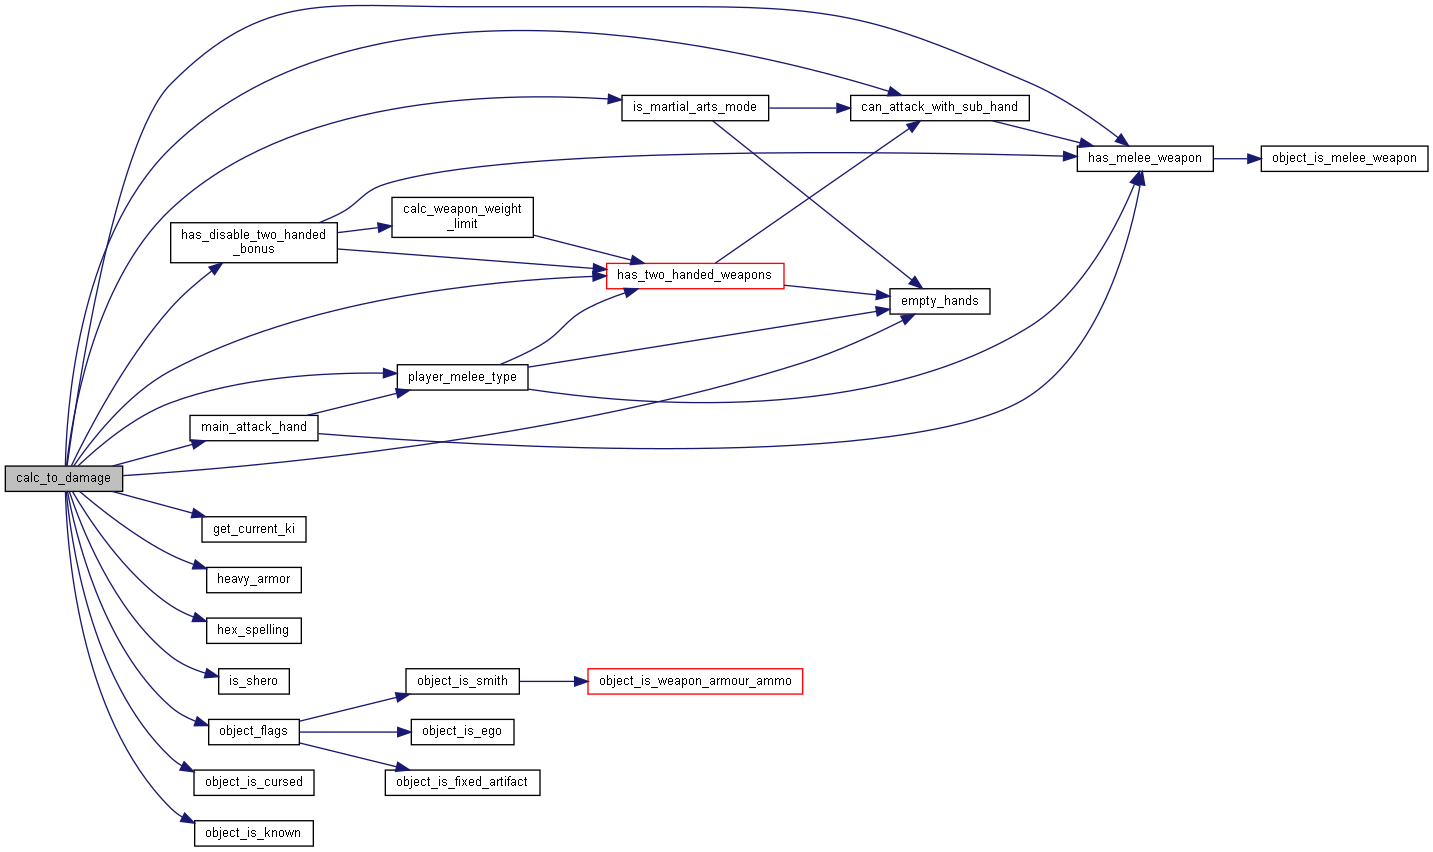 is_martial_arts_mode
can_attack_with_sub_hand
has_melee_weapon
object_is_melee_weapon
calc_weapon_weight
_limit
has_disable_two_handed
_bonus
has_two_handed_weapons
empty_hands
player_melee_type
main_attack_hand
calc_to_damage
get_current_ki
heavy_armor
hex_spelling
is_shero
object_is_smith
object_is_weapon_armour_ammo
object_flags
object_is_ego
object_is_cursed
object_is_fixed_artifact
object_is_known